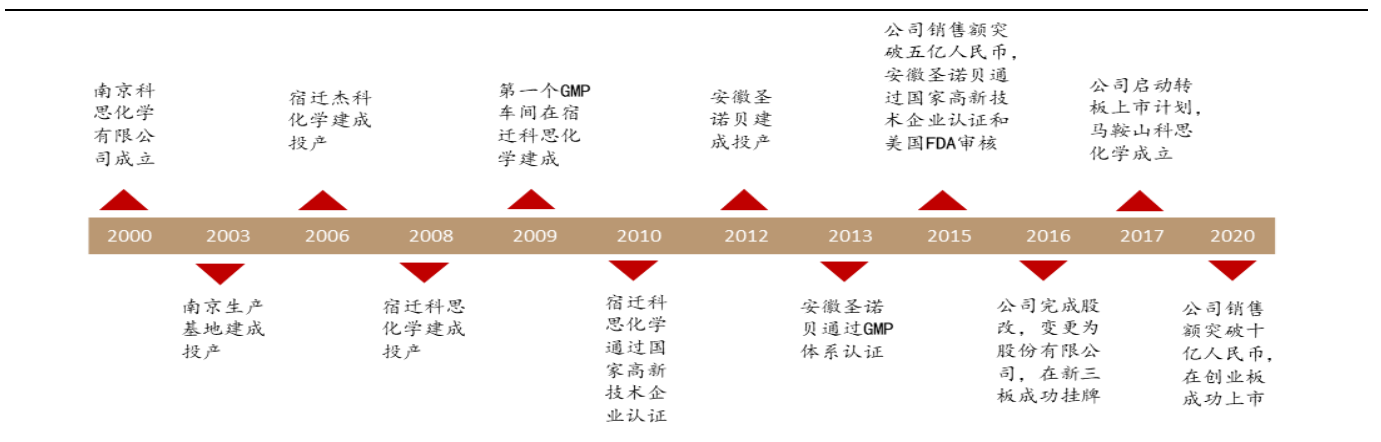 南京科
思化学
有限公
司成立
宿迁杰科
化学建成
投产
第一个GMP
车间在宿
迁科思化
学建成
安徽圣
诺贝建
成投产
公司销售额突
破五亿人民币，
安徽圣诺贝通
过国家高新技
术企业认证和
美国FDA审核
公司启动转
板上市计划，
马鞍山科思
化学成立
2000 2003 2006 2008 2009 2010 2012 2013 2015 2016 2017 2020
南京生产
基地建成
投产
宿迁科思
化学建成
投产
宿迁科
思化学
通过国
家高新
技术企
业认证
安徽圣诺
贝通过GMP
体系认证
公司完成股
改，变更为
股份有限公
司，在新三
板成功挂牌
公司销售
额突破十
亿人民币，
在创业板
成功上市